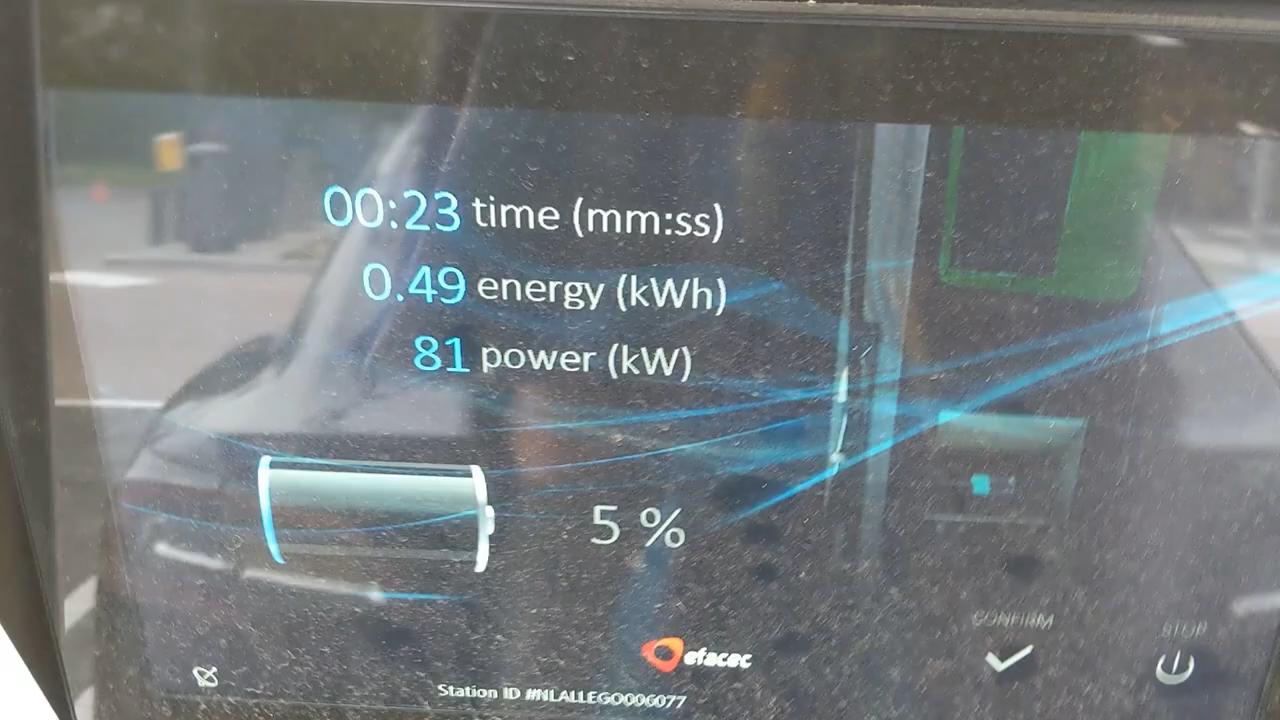 00:23 time (mm:ss)
0.49 energy (kWh)
81 power (kW)
5 %
CONFIRM
STOP
efacec
Station ID #NLALLEGO006077